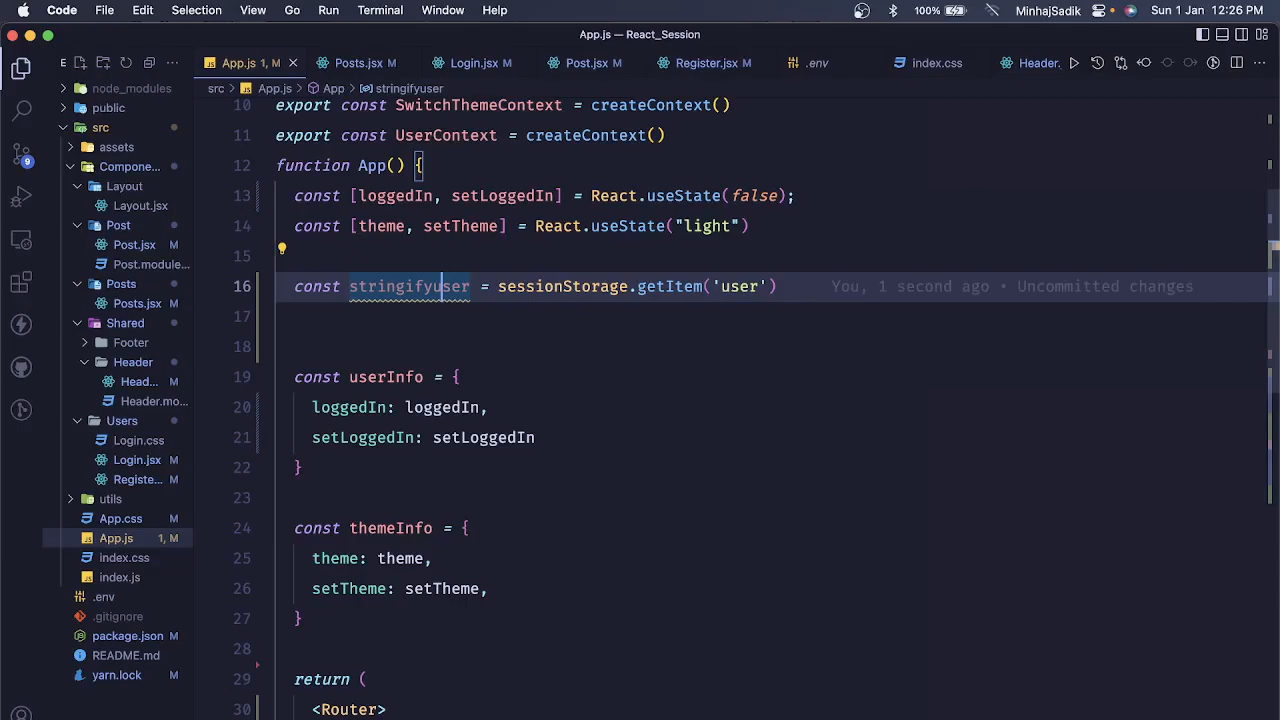 Code File Edit Selection View Go Run Terminal Window Help 100% MinhajSadik Sun 1 Jan 12:26 PM
App.js — React_Session
E App.js 1, M Posts.jsx M Login.jsx M Post.jsx M Register.jsx M .env index.css Header.
src > App.js > App > stringifyuser
node_modules
public
src
assets
Compone...
Layout
Layout.jsx
Post
Post.jsx M
Post.module...
Posts
Posts.jsx M
Shared
Footer
Header
Head... M
Header.mo...
Users
Login.css
Login.jsx M
Registe... M
utils
App.css M
App.js 1, M
index.css
index.js
.env
.gitignore
package.json M
README.md
yarn.lock M
9
10 export const SwitchThemeContext = createContext()
11 export const UserContext = createContext()
12 function App() {
13 const [loggedIn, setLoggedIn] = React.useState(false);
14 const [theme, setTheme] = React.useState("light")
15
16 const stringifyuser = sessionStorage.getItem('user') You, 1 second ago • Uncommitted changes
17
18
19 const userInfo = {
20 loggedIn: loggedIn,
21 setLoggedIn: setLoggedIn
22 }
23
24 const themeInfo = {
25 theme: theme,
26 setTheme: setTheme,
27 }
28
29 return (
30 <Router>